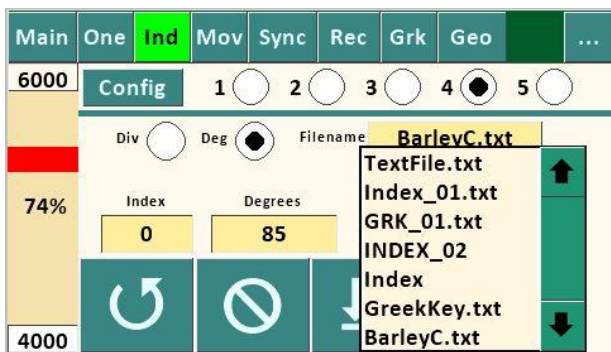 Main One Ind Mov Sync Rec Grk Geo ...
6000 Config 1 2 3 4 5
Div Deg Filename BarleyC.txt
74%
Index Degrees
0 85
TextFile.txt
Index_01.txt
GRK_01.txt
INDEX_02
Index
GreekKey.txt
BarleyC.txt
4000